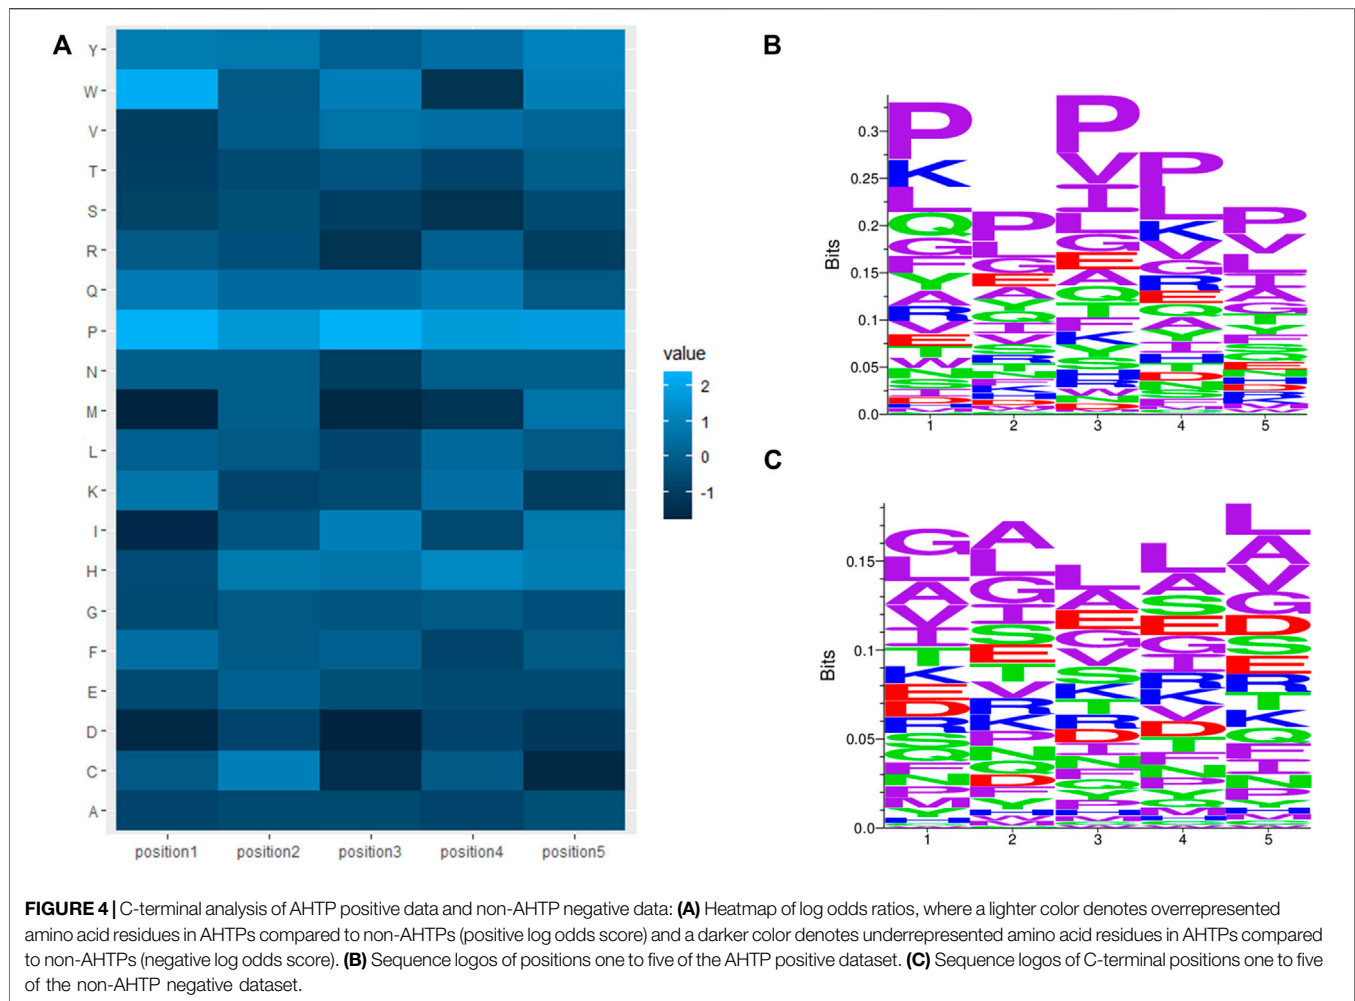 A
B
C
Y
W
V
T
S
R
Q
P
N
M
L
K
I
H
G
F
E
D
C
A
position1 position2 position3 position4 position5
value
2
1
0
-1
Bits
0.3
0.25
0.2
0.15
0.1
0.05
0.0
1 2 3 4 5
Bits
0.15
0.1
0.05
0.0
1 2 3 4 5
FIGURE 4 | C-terminal analysis of AHTP positive data and non-AHTP negative data: (A) Heatmap of log odds ratios, where a lighter color denotes overrepresented
amino acid residues in AHTPs compared to non-AHTPs (positive log odds score) and a darker color denotes underrepresented amino acid residues in AHTPs compared
to non-AHTPs (negative log odds score). (B) Sequence logos of positions one to five of the AHTP positive dataset. (C) Sequence logos of C-terminal positions one to five
of the non-AHTP negative dataset.